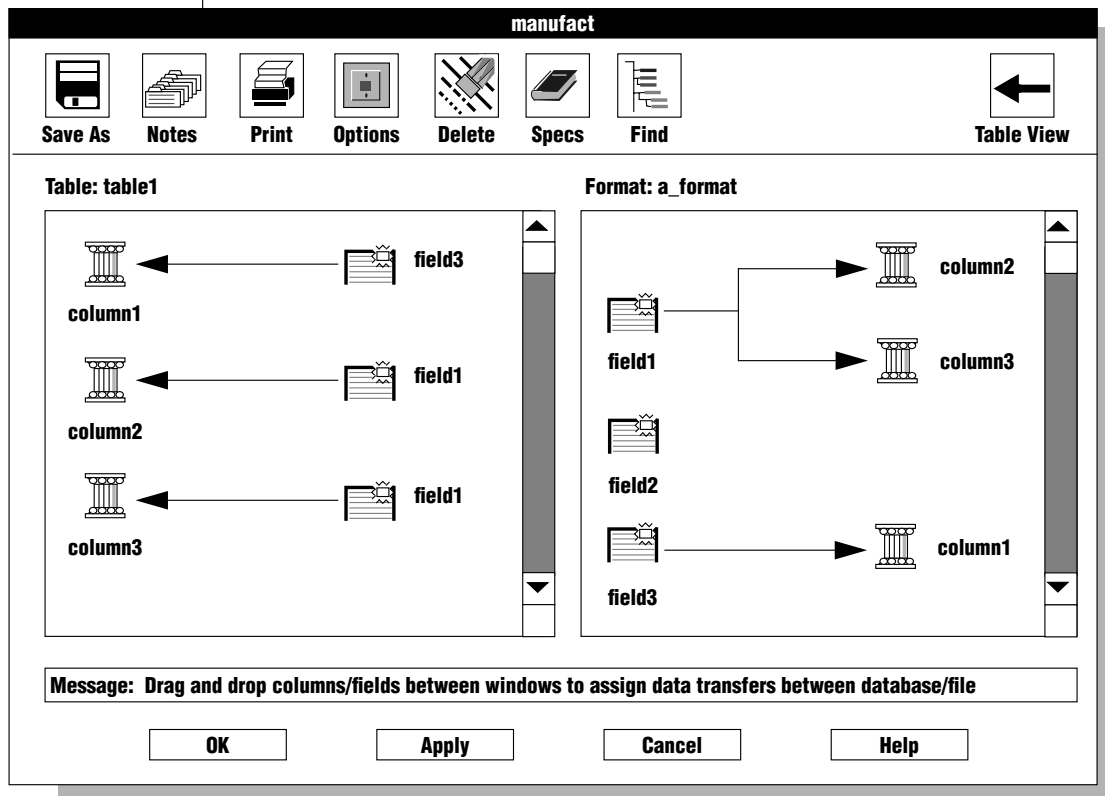 manufact
Save As Notes Print Options Delete Specs Find Table View
Table: table1 Format: a_format
field3
column1
field1
column2
field1
column3
column2
field1
column3
field2
column1
field3
Message: Drag and drop columns/fields between windows to assign data transfers between database/file
OK Apply Cancel Help